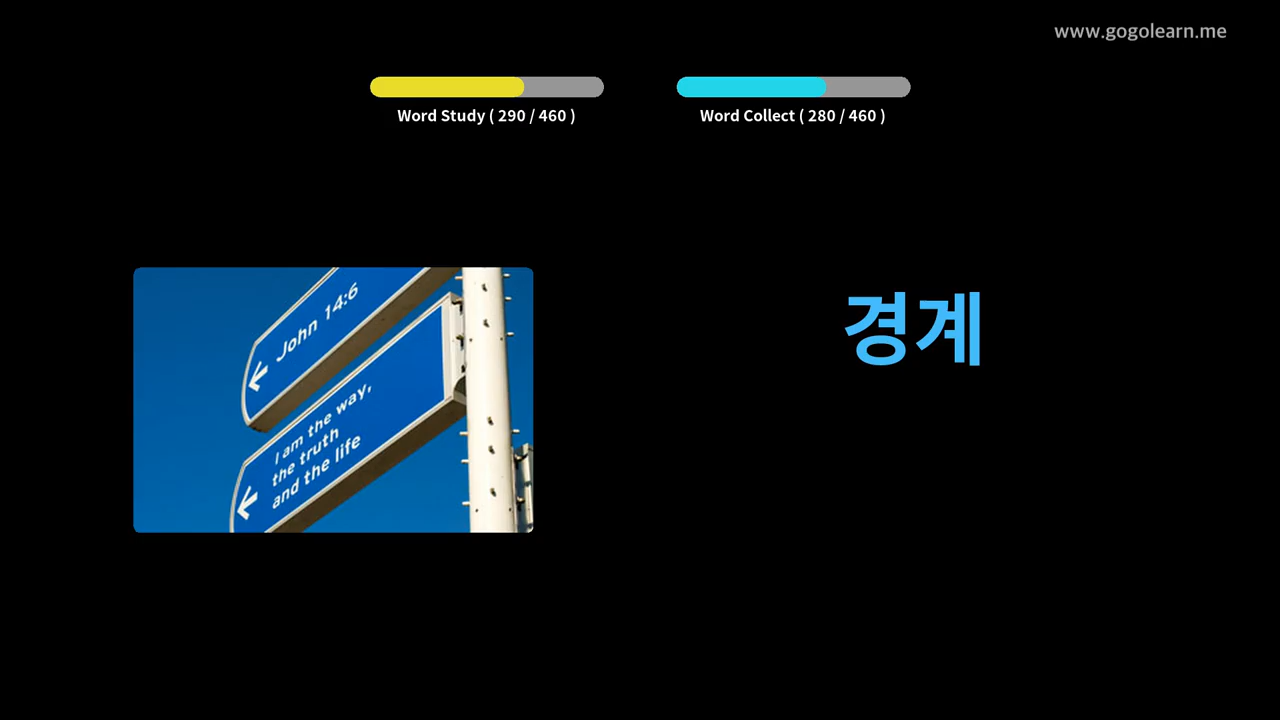 www.gogolearn.me
Word Study ( 290 / 460 )
Word Collect ( 280 / 460 )
John 14:6
I am the way,
the truth
and the life
경계